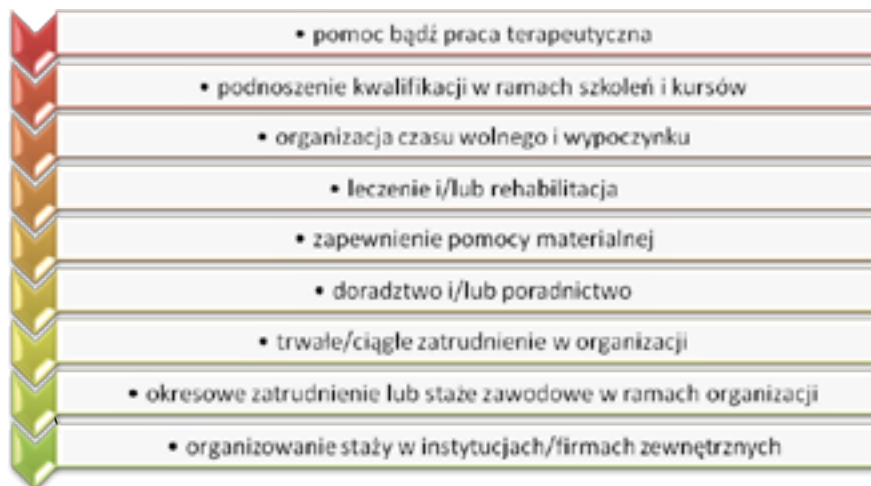 • pomoc bądź praca terapeutyczna
• podnoszenie kwalifikacji w ramach szkoleń i kursów
• organizacja czasu wolnego i wypoczynku
• leczenie i/lub rehabilitacja
• zapewnienie pomocy materialnej
• doradztwo i/lub poradnictwo
• trwałe/ciągłe zatrudnienie w organizacji
• okresowe zatrudnienie lub staże zawodowe w ramach organizacji
• organizowanie staży w instytucjach/firmach zewnętrznych